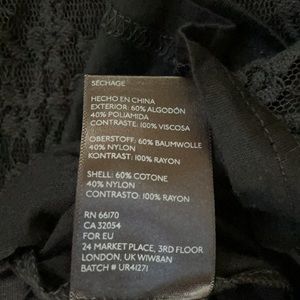 SÉCHAGE
HECHO EN CHINA
EXTERIOR: 60% ALGODÓN
40% POLIAMIDA
CONTRASTE: 100% VISCOSA
OBERSTOFF: 60% BAUMWOLLE
40% NYLON
KONTRAST: 100% RAYON
SHELL: 60% COTONE
40% NYLON
CONTRASTO: 100% RAYON
RN 66170
CA 32054
FOR EU
24 MARKET PLACE, 3RD FLOOR
LONDON, UK W1W8AN
BATCH # UR41271